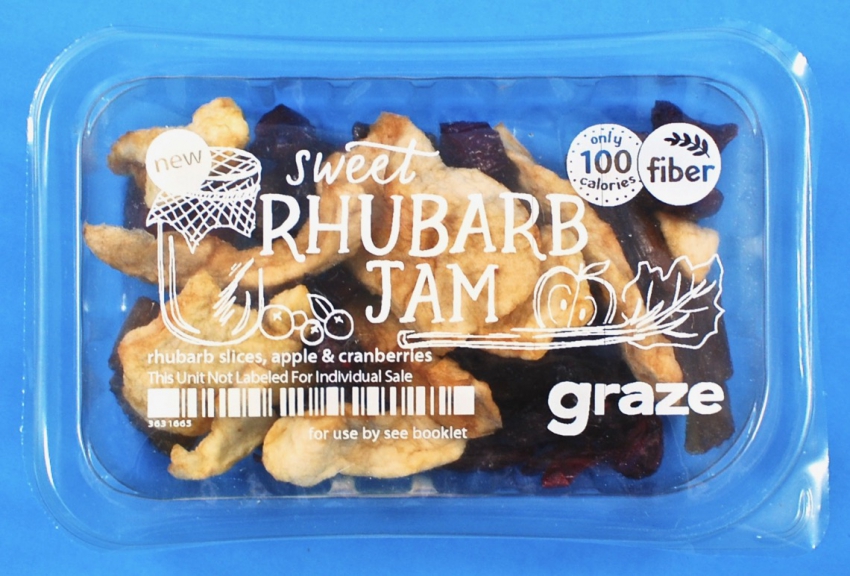 new
sweet
RHUBARB
JAM
only
100
calories
fiber
rhubarb slices, apple & cranberries
This Unit Not Labeled For Individual Sale
3631665
for use by see booklet
graze